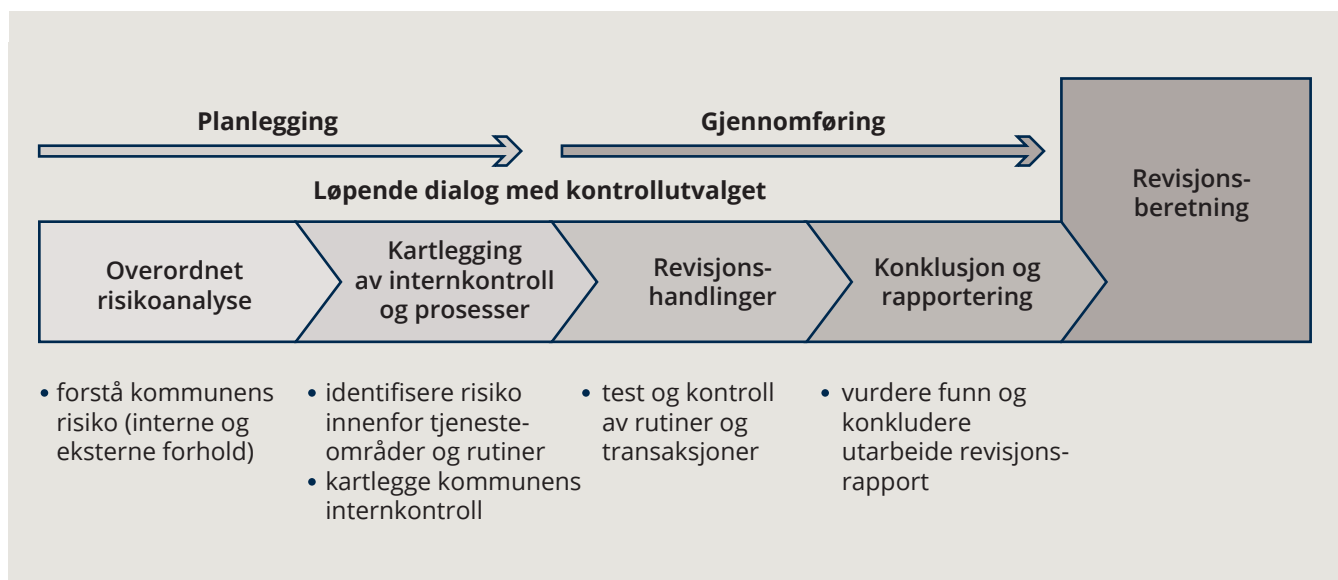 Planlegging
Gjennomføring
Løpende dialog med kontrollutvalget
Overordnet
risikoanalyse
Kartlegging
av internkontroll
og prosesser
Revisjons-
handlinger
Konklusjon og
rapportering
Revisjons-
beretning
• forstå kommunens
risiko (interne og
eksterne forhold)
• identifisere risiko
innenfor tjeneste-
områder og rutiner
• kartlegge kommunens
internkontroll
• test og kontroll
av rutiner og
transaksjoner
• vurdere funn og
konkludere
utarbeide revisjons-
rapport